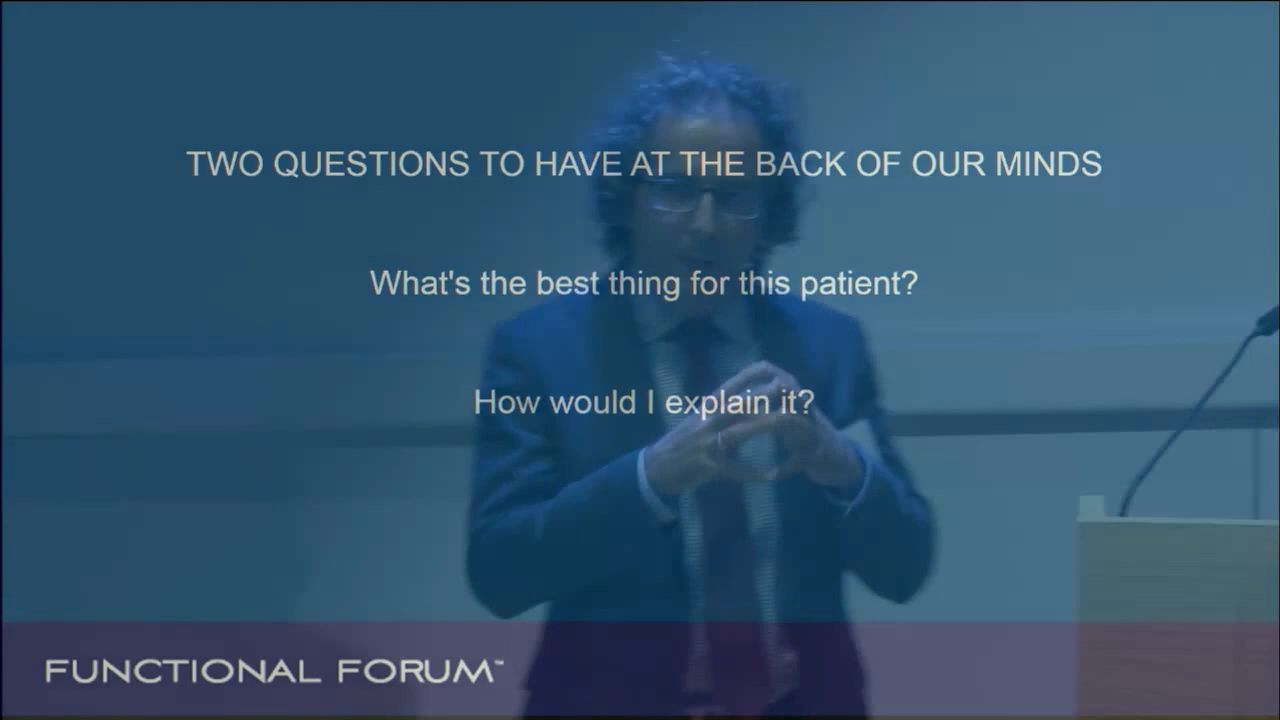 TWO QUESTIONS TO HAVE AT THE BACK OF OUR MINDS
What's the best thing for this patient?
How would I explain it?
FUNCTIONAL FORUM™